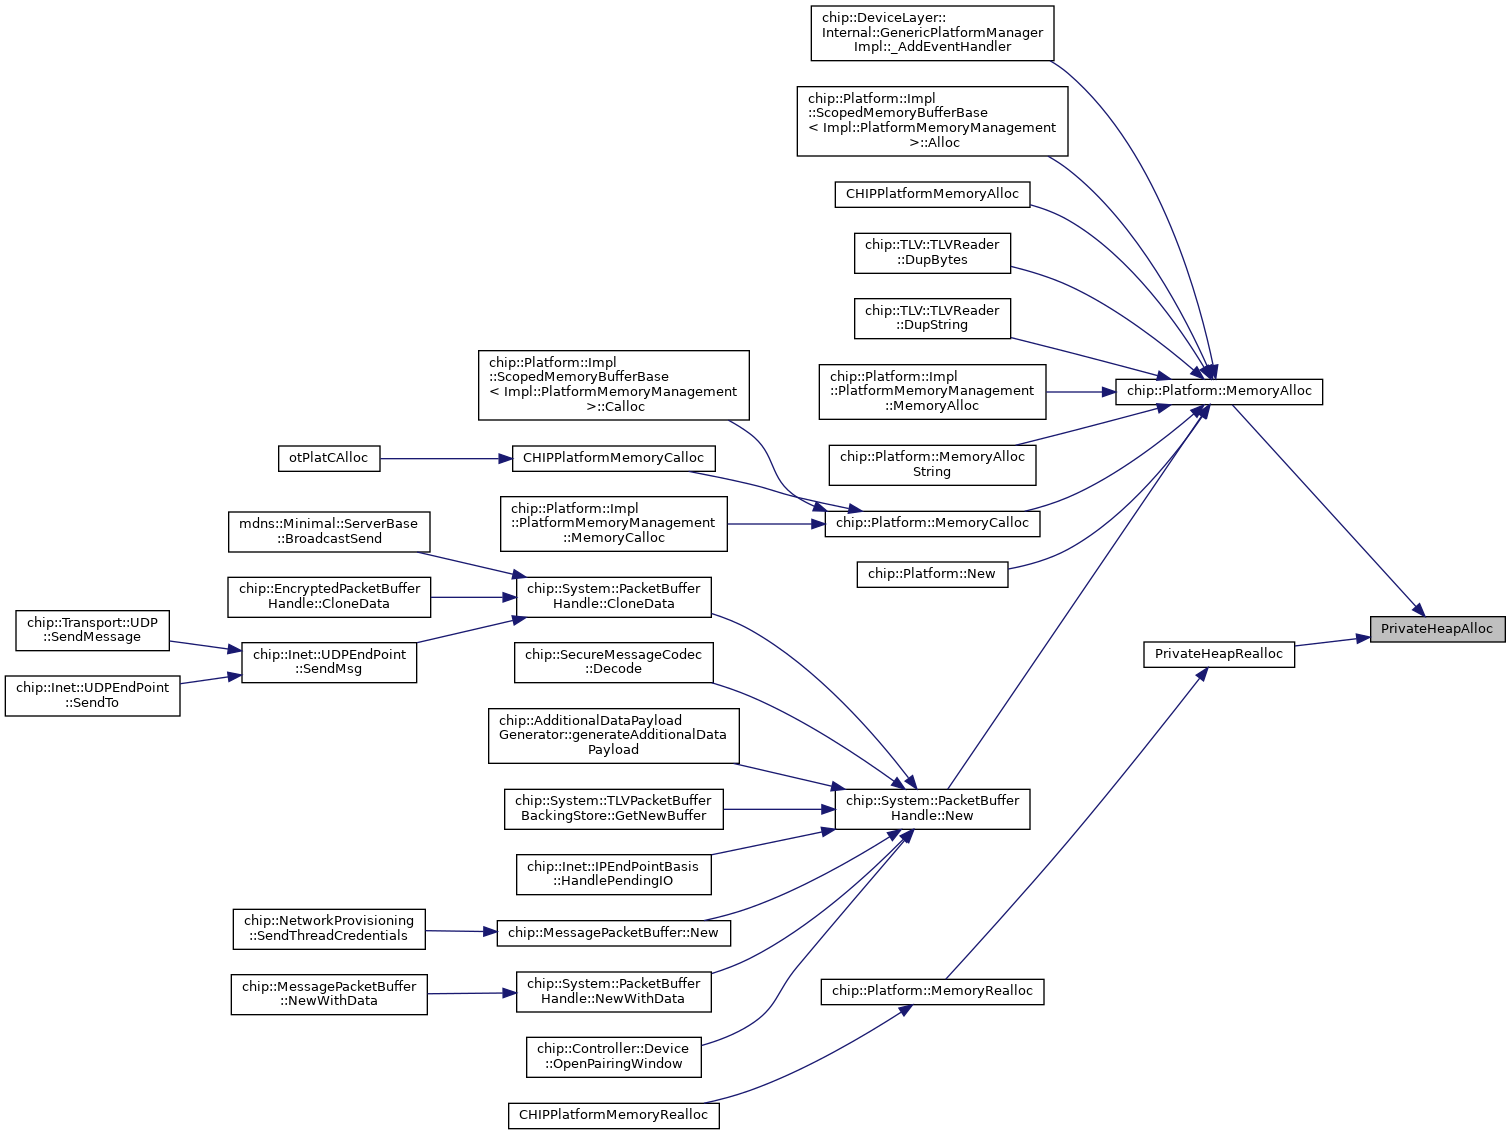 chip::DeviceLayer::
Internal::GenericPlatformManager
Impl::_AddEventHandler
chip::Platform::Impl
::ScopedMemoryBufferBase
< Impl::PlatformMemoryManagement
>::Alloc
CHIPPlatformMemoryAlloc
chip::TLV::TLVReader
::DupBytes
chip::TLV::TLVReader
::DupString
chip::Platform::Impl
::PlatformMemoryManagement
::MemoryAlloc
chip::Platform::MemoryAlloc
chip::Platform::Impl
::ScopedMemoryBufferBase
< Impl::PlatformMemoryManagement
>::Calloc
otPlatCAlloc
CHIPPlatformMemoryCalloc
chip::Platform::MemoryAlloc
String
chip::Platform::Impl
::PlatformMemoryManagement
::MemoryCalloc
chip::Platform::MemoryCalloc
mdns::Minimal::ServerBase
::BroadcastSend
chip::Platform::New
chip::EncryptedPacketBuffer
Handle::CloneData
chip::System::PacketBuffer
Handle::CloneData
chip::Transport::UDP
::SendMessage
PrivateHeapAlloc
chip::Inet::UDPEndPoint
::SendMsg
chip::SecureMessageCodec
::Decode
PrivateHeapRealloc
chip::Inet::UDPEndPoint
::SendTo
chip::AdditionalDataPayload
Generator::generateAdditionalData
Payload
chip::System::TLVPacketBuffer
BackingStore::GetNewBuffer
chip::System::PacketBuffer
Handle::New
chip::Inet::IPEndPointBasis
::HandlePendingIO
chip::NetworkProvisioning
::SendThreadCredentials
chip::MessagePacketBuffer::New
chip::MessagePacketBuffer
::NewWithData
chip::System::PacketBuffer
Handle::NewWithData
chip::Platform::MemoryRealloc
chip::Controller::Device
::OpenPairingWindow
CHIPPlatformMemoryRealloc